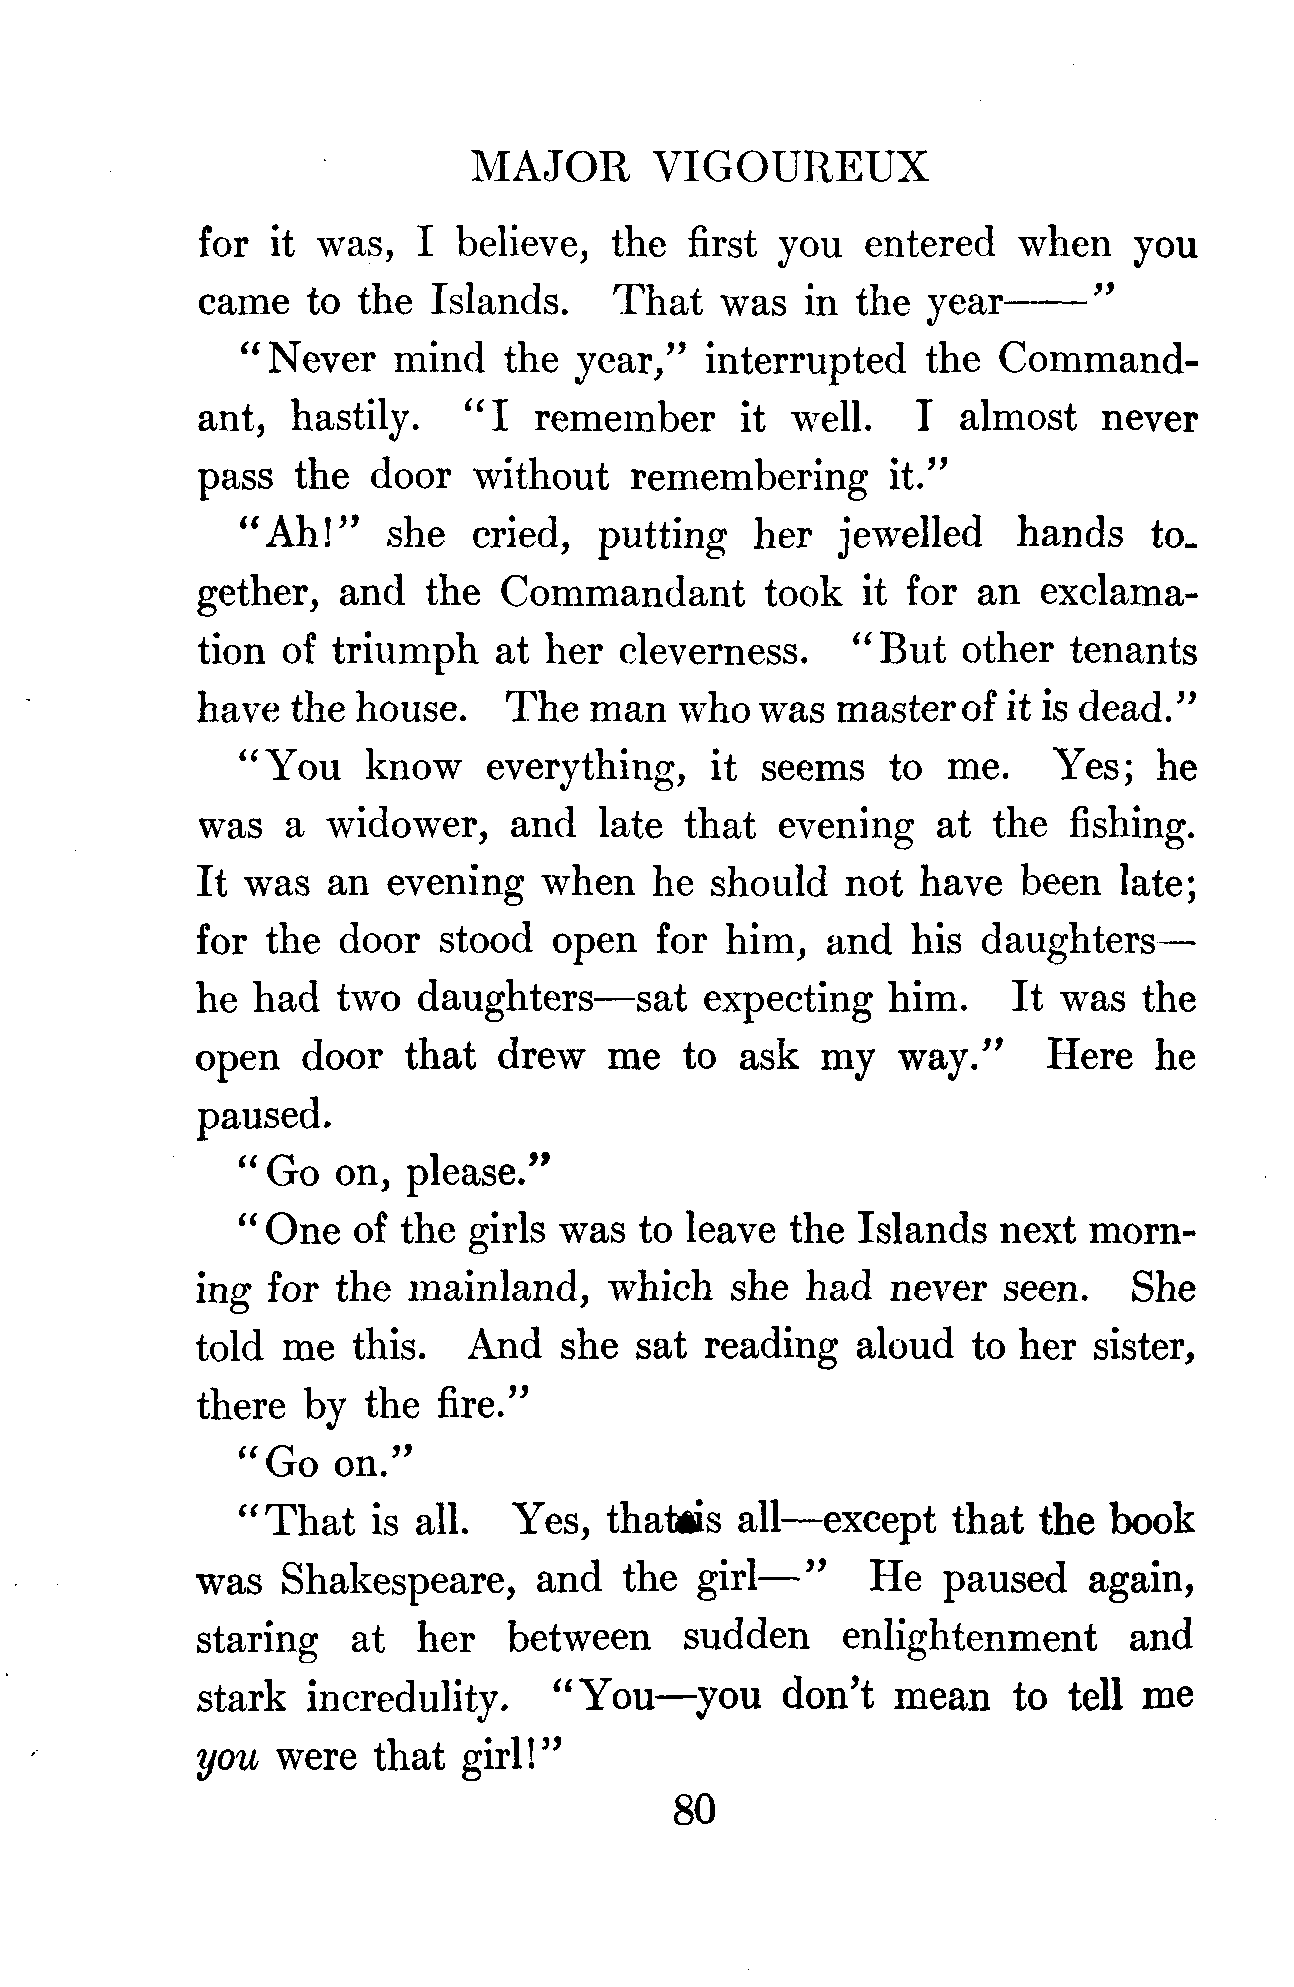 MAJOR VIGOUREUX
for it was, I believe, the first you entered when you
came to the Islands. That was in the year——"
"Never mind the year," interrupted the Command-
ant, hastily. "I remember it well. I almost never
pass the door without remembering it."
"Ah!" she cried, putting her jewelled hands to-
gether, and the Commandant took it for an exclama-
tion of triumph at her cleverness. "But other tenants
have the house. The man who was master of it is dead."
"You know everything, it seems to me. Yes; he
was a widower, and late that evening at the fishing.
It was an evening when he should not have been late;
for the door stood open for him, and his daughters—
he had two daughters—sat expecting him. It was the
open door that drew me to ask my way." Here he
paused.
"Go on, please."
"One of the girls was to leave the Islands next morn-
ing for the mainland, which she had never seen. She
told me this. And she sat reading aloud to her sister,
there by the fire."
"Go on."
"That is all. Yes, that is all—except that the book
was Shakespeare, and the girl—" He paused again,
staring at her between sudden enlightenment and
stark incredulity. "You—you don't mean to tell me
you were that girl!"
80